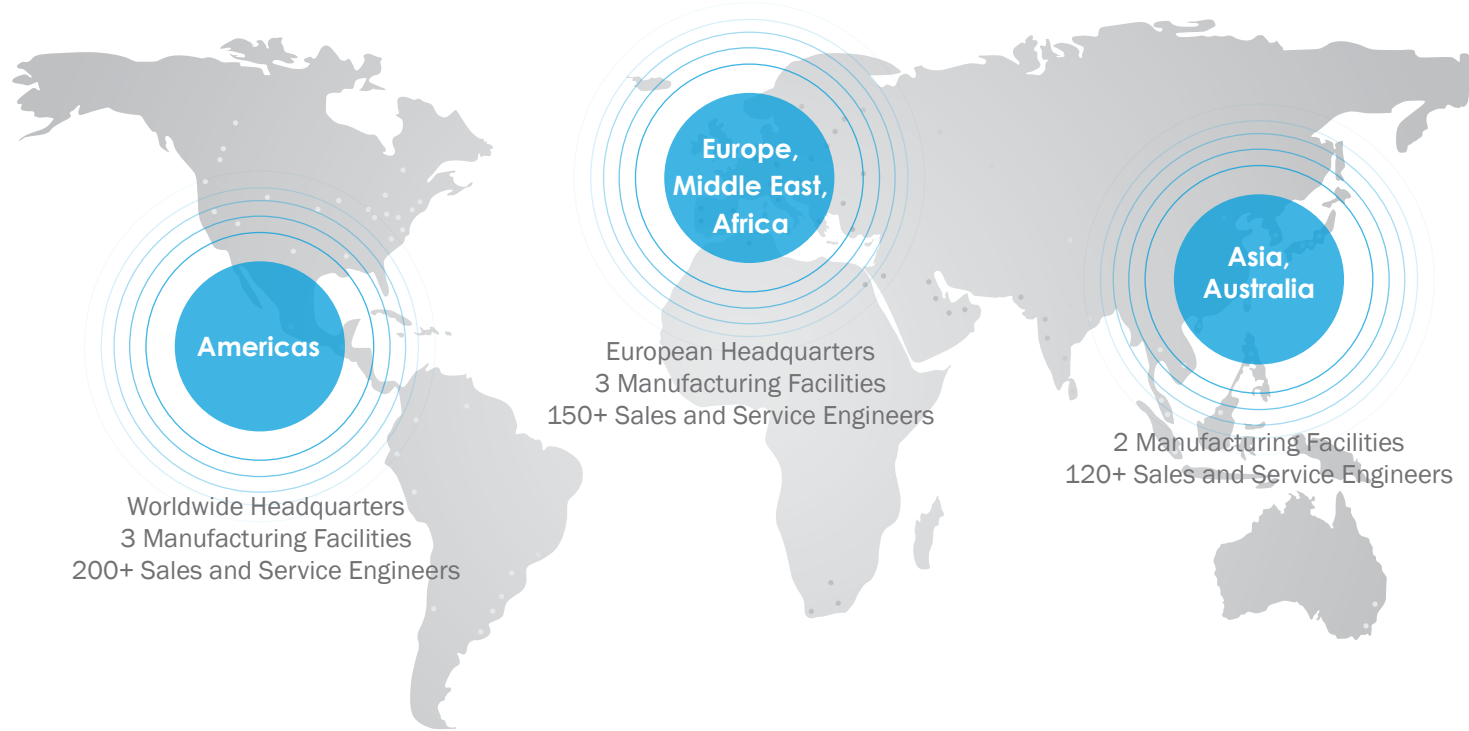 Americas
Worldwide Headquarters
3 Manufacturing Facilities
200+ Sales and Service Engineers
Europe,
Middle East,
Africa
European Headquarters
3 Manufacturing Facilities
150+ Sales and Service Engineers
Asia,
Australia
2 Manufacturing Facilities
120+ Sales and Service Engineers